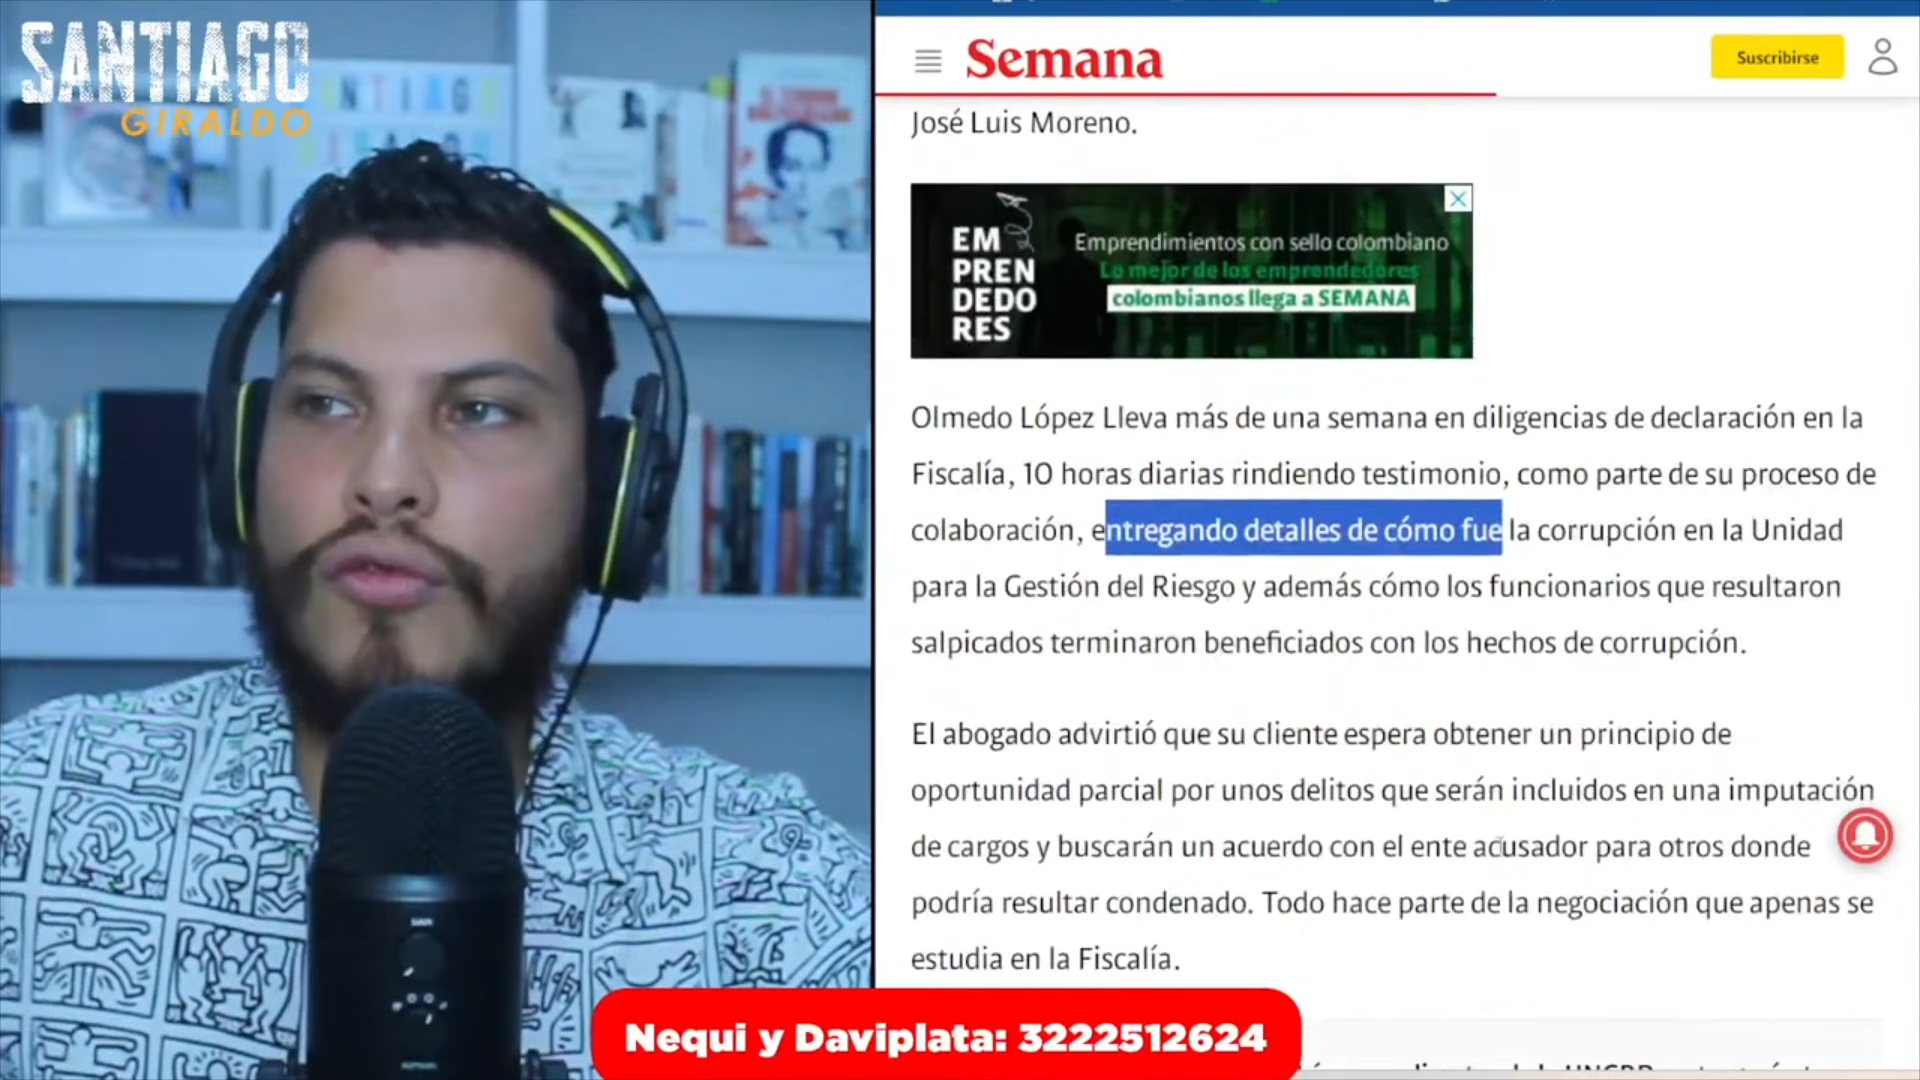 SANTIAGO
GIRALDO
Semana
Suscribirse
José Luis Moreno.
EM
PREN
DEDO
RES
Emprendimientos con sello colombiano
Lo mejor de los emprendedores
colombianos llega a SEMANA
Olmedo López Lleva más de una semana en diligencias de declaración en la
Fiscalía, 10 horas diarias rindiendo testimonio, como parte de su proceso de
colaboración, entregando detalles de cómo fue la corrupción en la Unidad
para la Gestión del Riesgo y además cómo los funcionarios que resultaron
salpicados terminaron beneficiados con los hechos de corrupción.
El abogado advirtió que su cliente espera obtener un principio de
oportunidad parcial por unos delitos que serán incluidos en una imputación
de cargos y buscarán un acuerdo con el ente acusador para otros donde
podría resultar condenado. Todo hace parte de la negociación que apenas se
estudia en la Fiscalía.
Nequi y Daviplata: 3222512624